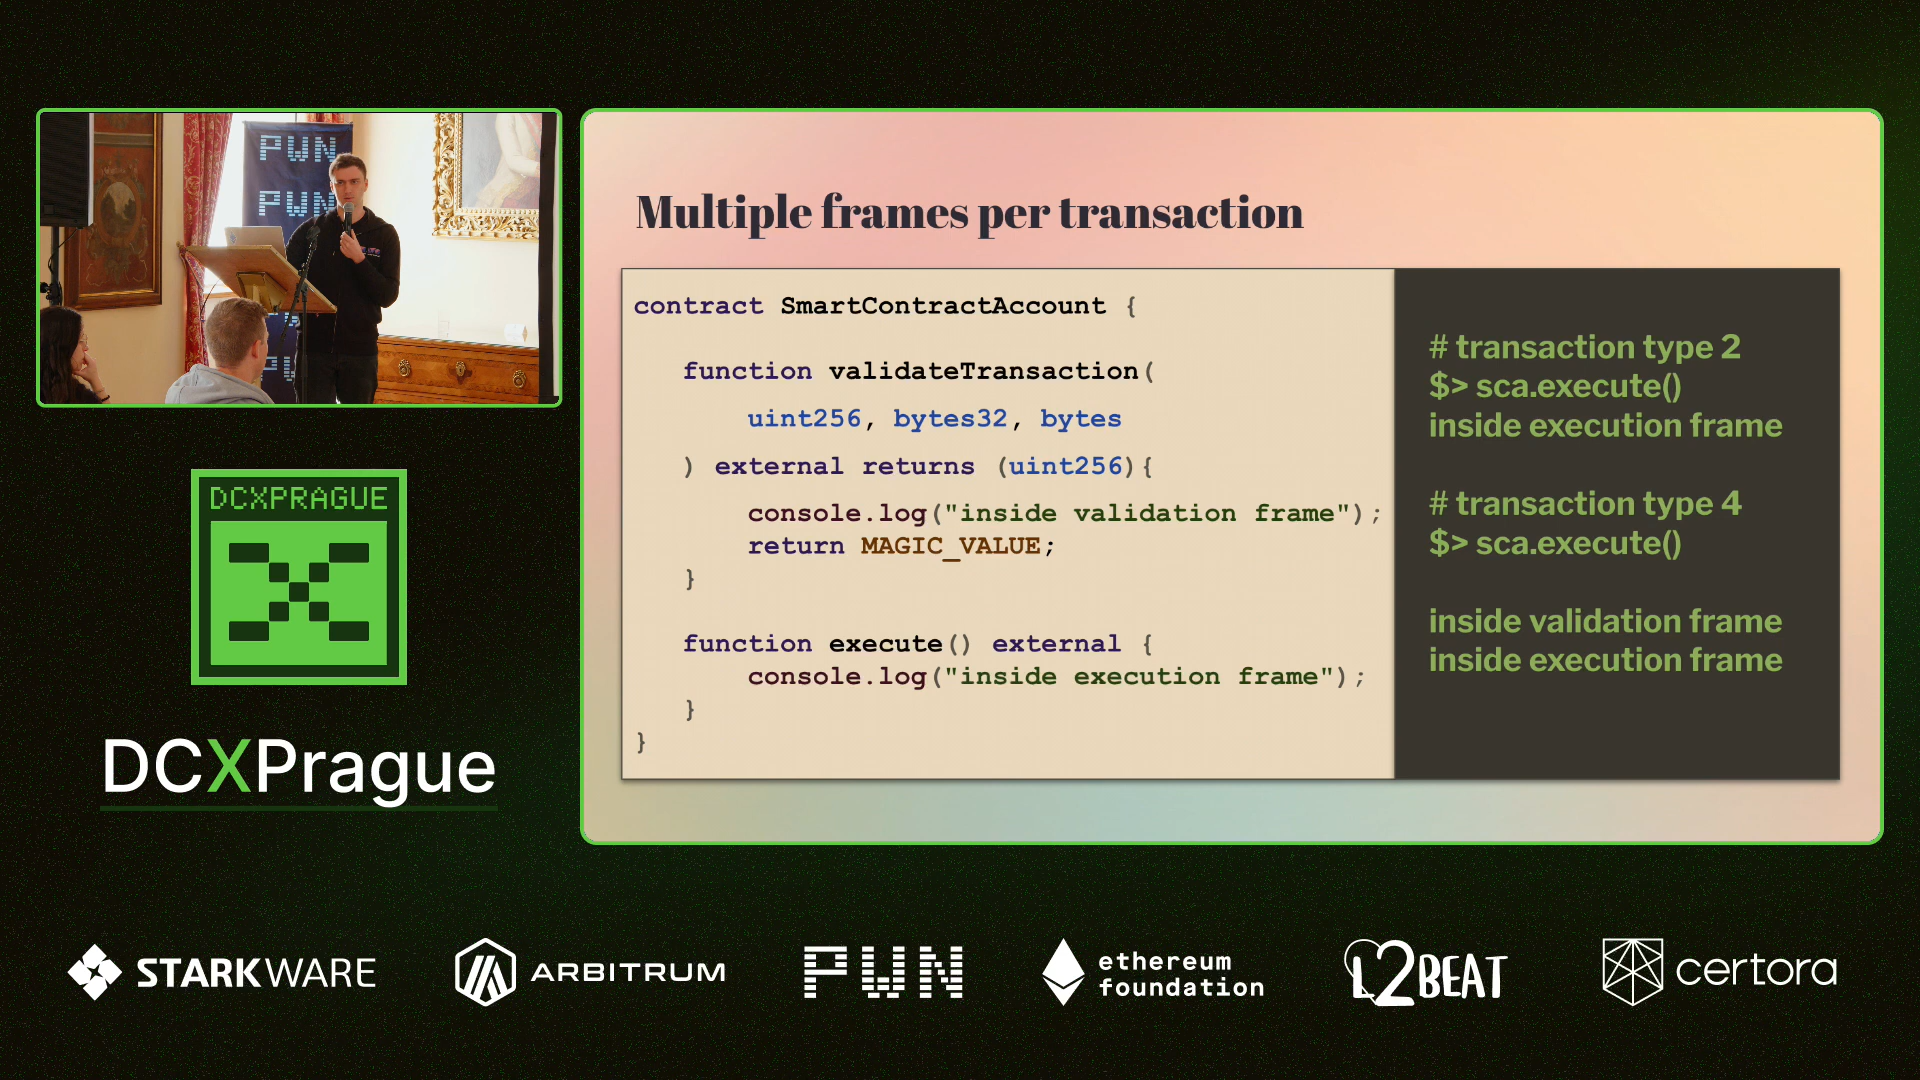 PWN
PWN
DCXPRAGUE
DCXPrague
Multiple frames per transaction
contract SmartContractAccount {
function validateTransaction(
uint256, bytes32, bytes
) external returns (uint256){
console.log("inside validation frame");
return MAGIC_VALUE;
}
function execute() external {
console.log("inside execution frame");
}
}
# transaction type 2
$> sca.execute()
inside execution frame
# transaction type 4
$> sca.execute()
inside validation frame
inside execution frame
STARKWARE
ARBITRUM
PWN
ethereum
foundation
L2BEAT
certora